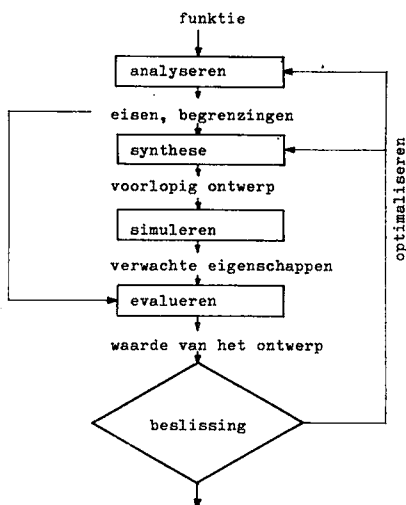 funktie
analyseren
eisen, begrenzingen
synthese
voorlopig ontwerp
simuleren
verwachte eigenschappen
evalueren
waarde van het ontwerp
beslissing
optimaliseren